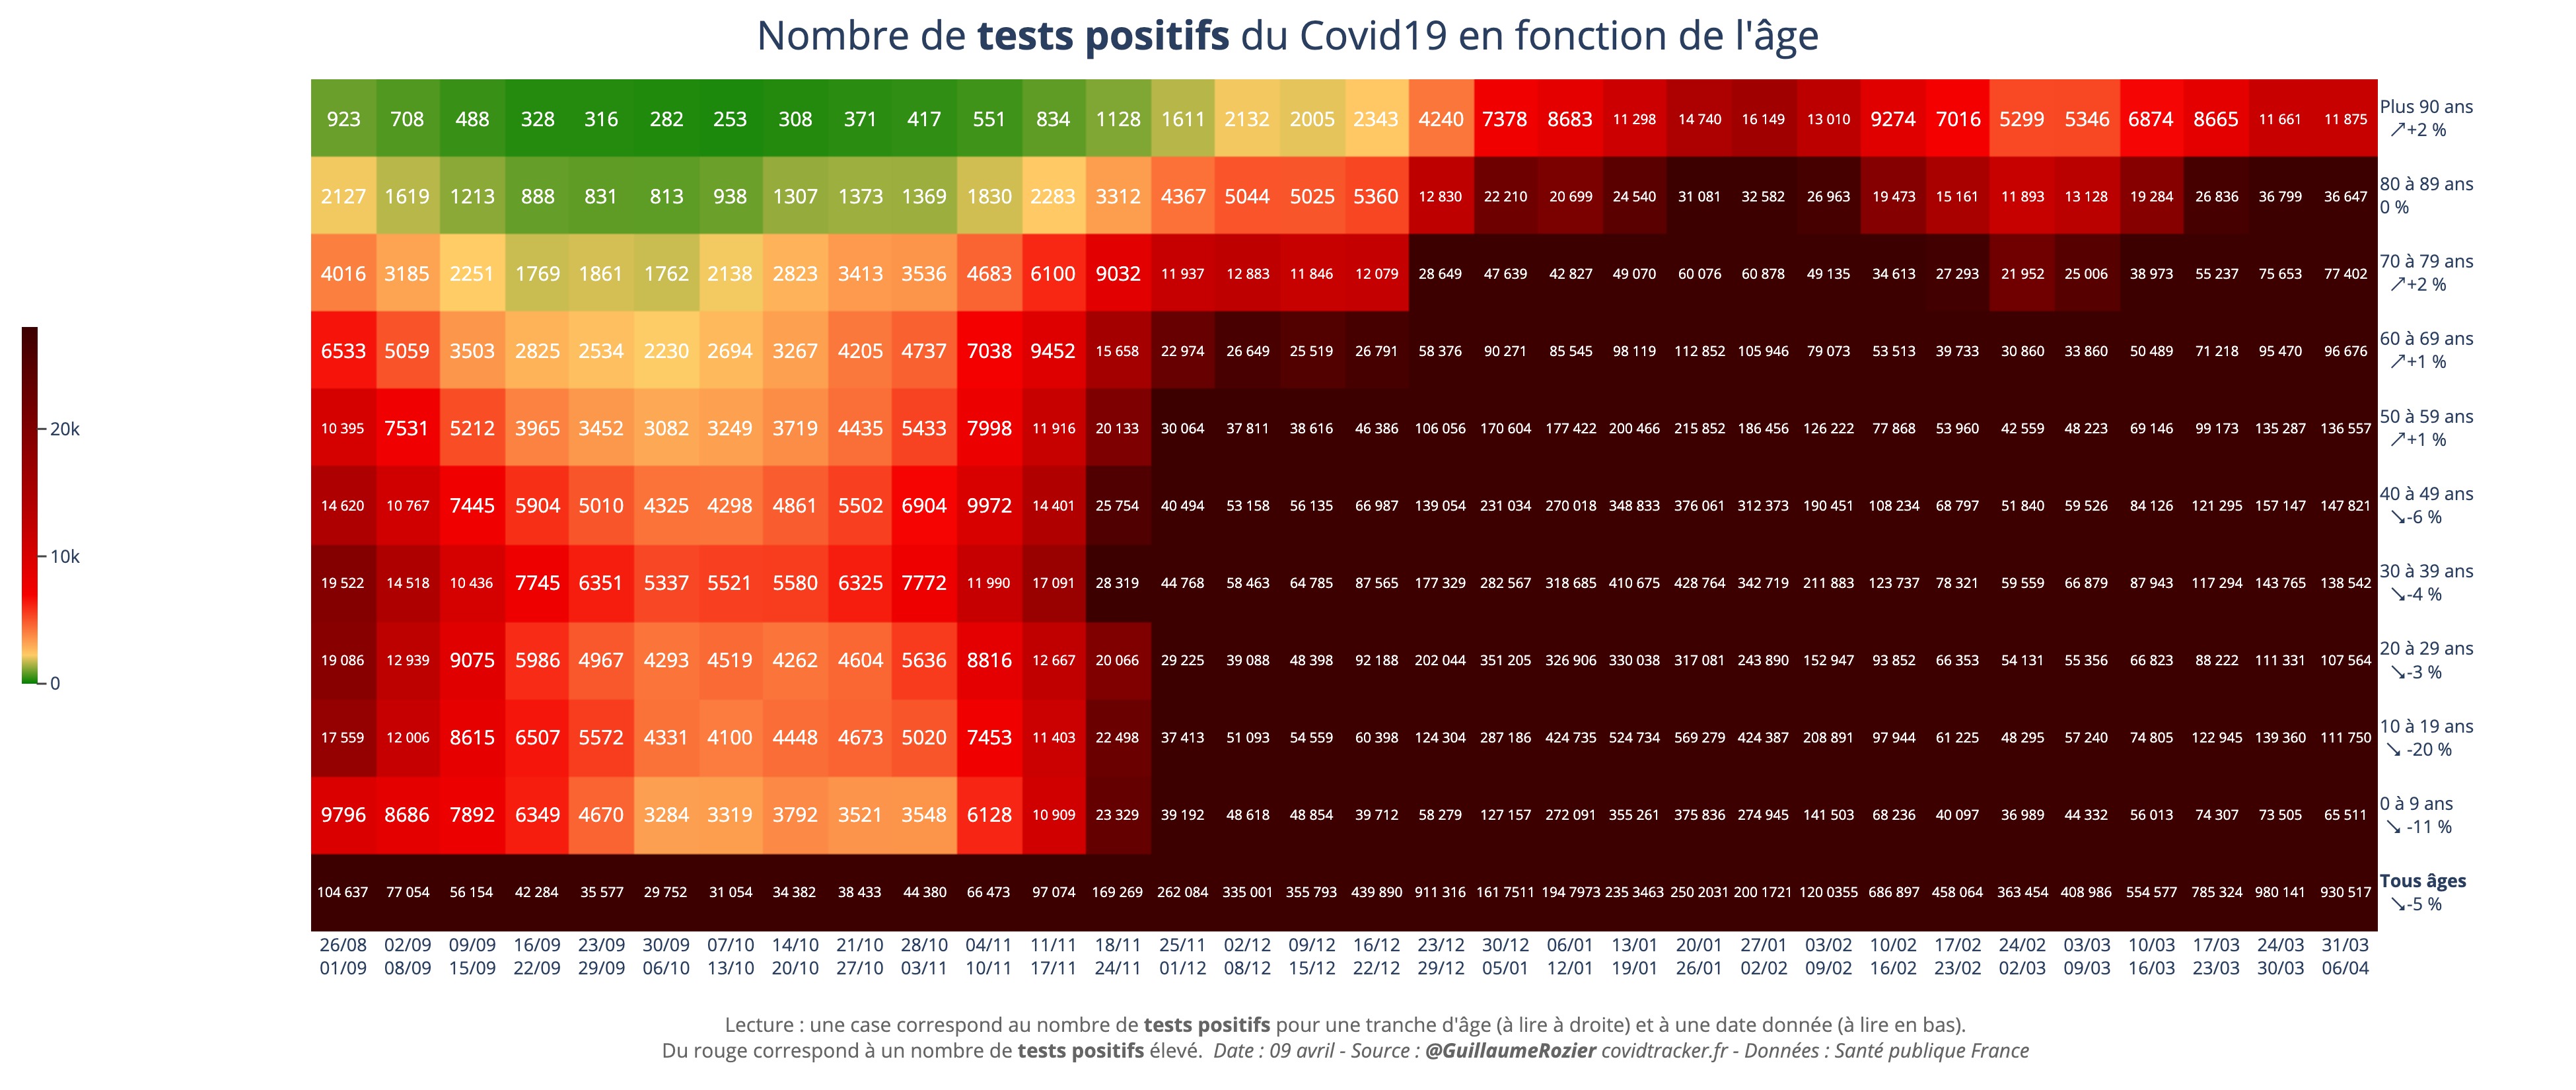 Nombre de tests positifs du Covid19 en fonction de l'âge
923 708 488 328 316 282 253 308 371 417 551 834 1128 1611 2132 2005 2343 4240 7378 8683 11 298 14 740 16 149 13 010 9274 7016 5299 5346 6874 8665 11 661 11 875 Plus 90 ans
↗+2 %
2127 1619 1213 888 831 813 938 1307 1373 1369 1830 2283 3312 4367 5044 5025 5360 12 830 22 210 20 699 24 540 31 081 32 582 26 963 19 473 15 161 11 893 13 128 19 284 26 836 36 799 36 647 80 à 89 ans
0 %
4016 3185 2251 1769 1861 1762 2138 2823 3413 3536 4683 6100 9032 11 937 12 883 11 846 12 079 28 649 47 639 42 827 49 070 60 076 60 878 49 135 34 613 27 293 21 952 25 006 38 973 55 237 75 653 77 402 70 à 79 ans
↗+2 %
6533 5059 3503 2825 2534 2230 2694 3267 4205 4737 7038 9452 15 658 22 974 26 649 25 519 26 791 58 376 90 271 85 545 98 119 112 852 105 946 79 073 53 513 39 733 30 860 33 860 50 489 71 218 95 470 96 676 60 à 69 ans
↗+1 %
10 395 7531 5212 3965 3452 3082 3249 3719 4435 5433 7998 11 916 20 133 30 064 37 811 38 616 46 386 106 056 170 604 177 422 200 466 215 852 186 456 126 222 77 868 53 960 42 559 48 223 69 146 99 173 135 287 136 557 50 à 59 ans
↗+1 %
14 620 10 767 7445 5904 5010 4325 4298 4861 5502 6904 9972 14 401 25 754 40 494 53 158 56 135 66 987 139 054 231 034 270 018 348 833 376 061 312 373 190 451 108 234 68 797 51 840 59 526 84 126 121 295 157 147 147 821 40 à 49 ans
↘-6 %
19 522 14 518 10 436 7745 6351 5337 5521 5580 6325 7772 11 990 17 091 28 319 44 768 58 463 64 785 87 565 177 329 282 567 318 685 410 675 428 764 342 719 211 883 123 737 78 321 59 559 66 879 87 943 117 294 143 765 138 542 30 à 39 ans
↘-4 %
19 086 12 939 9075 5986 4967 4293 4519 4262 4604 5636 8816 12 667 20 066 29 225 39 088 48 398 92 188 202 044 351 205 326 906 330 038 317 081 243 890 152 947 93 852 66 353 54 131 55 356 66 823 88 222 111 331 107 564 20 à 29 ans
↘-3 %
17 559 12 006 8615 6507 5572 4331 4100 4448 4673 5020 7453 11 403 22 498 37 413 51 093 54 559 60 398 124 304 287 186 424 735 524 734 569 279 424 387 208 891 97 944 61 225 48 295 57 240 74 805 122 945 139 360 111 750 10 à 19 ans
↘ -20 %
9796 8686 7892 6349 4670 3284 3319 3792 3521 3548 6128 10 909 23 329 39 192 48 618 48 854 39 712 58 279 127 157 272 091 355 261 375 836 274 945 141 503 68 236 40 097 36 989 44 332 56 013 74 307 73 505 65 511 0 à 9 ans
↘ -11 %
104 637 77 054 56 154 42 284 35 577 29 752 31 054 34 382 38 433 44 380 66 473 97 074 169 269 262 084 335 001 355 793 439 890 911 316 161 7511 194 7973 235 3463 250 2031 200 1721 120 0355 686 897 458 064 363 454 408 986 554 577 785 324 980 141 930 517 Tous âges
↘-5 %
20k
10k
0
26/08 02/09 09/09 16/09 23/09 30/09 07/10 14/10 21/10 28/10 04/11 11/11 18/11 25/11 02/12 09/12 16/12 23/12 30/12 06/01 13/01 20/01 27/01 03/02 10/02 17/02 24/02 03/03 10/03 17/03 24/03 31/03
01/09 08/09 15/09 22/09 29/09 06/10 13/10 20/10 27/10 03/11 10/11 17/11 24/11 01/12 08/12 15/12 22/12 29/12 05/01 12/01 19/01 26/01 02/02 09/02 16/02 23/02 02/03 09/03 16/03 23/03 30/03 06/04
Lecture : une case correspond au nombre de tests positifs pour une tranche d'âge (à lire à droite) et à une date donnée (à lire en bas).
Du rouge correspond à un nombre de tests positifs élevé. Date : 09 avril - Source : @GuillaumeRozier covidtracker.fr - Données : Santé publique France